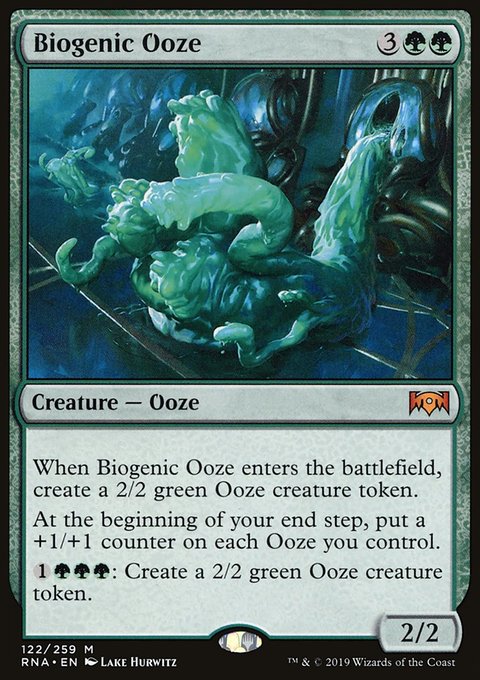 Biogenic Ooze 3
Creature — Ooze
When Biogenic Ooze enters the battlefield,
create a 2/2 green Ooze creature token.
At the beginning of your end step, put a
+1/+1 counter on each Ooze you control.
1: Create a 2/2 green Ooze creature
token.
2/2
122/259 M
RNA • EN Lake Hurwitz
™ & © 2019 Wizards of the Coast